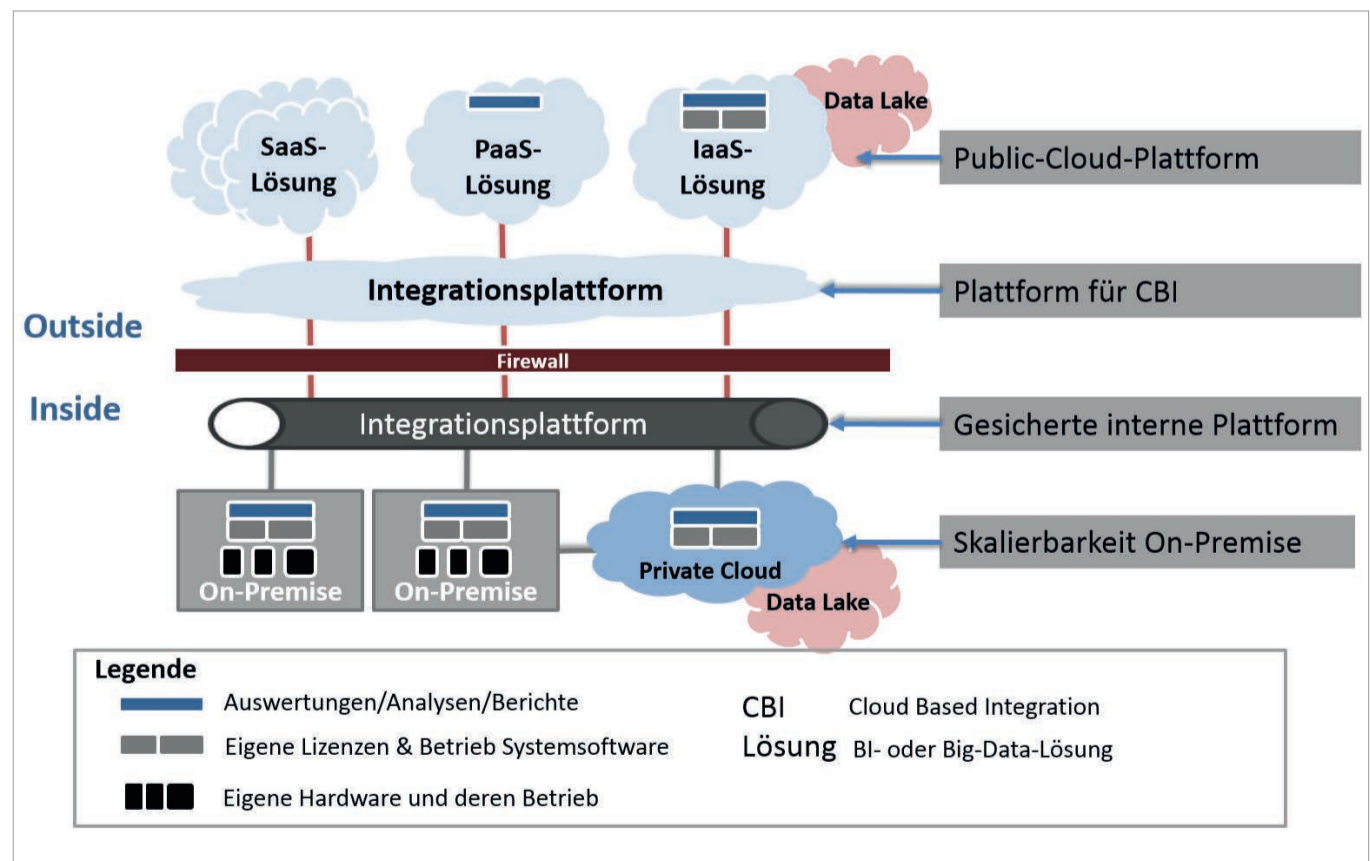 Data Lake
SaaS-
Lösung
PaaS-
Lösung
IaaS-
Lösung
Public-Cloud-Plattform
Integrationsplattform
Plattform für CBI
Outside
Firewall
Inside
Integrationsplattform
Gesicherte interne Plattform
On-Premise
On-Premise
Private Cloud
Skalierbarkeit On-Premise
Data Lake
Legende
Auswertungen/Analysen/Berichte
Eigene Lizenzen & Betrieb Systemsoftware
Eigene Hardware und deren Betrieb
CBI Cloud Based Integration
Lösung BI- oder Big-Data-Lösung